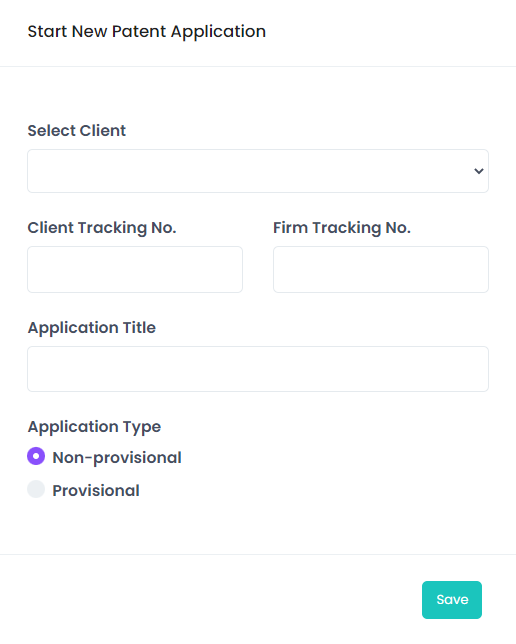 Start New Patent Application
Select Client
Client Tracking No. Firm Tracking No.
Application Title
Application Type
Non-provisional
Provisional
Save